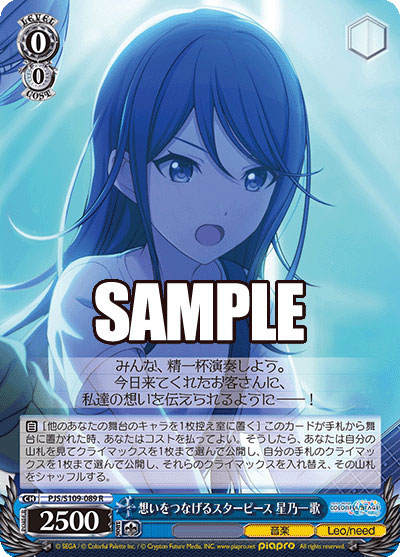 LEVEL
0
0
COST
SAMPLE
みんな、精一杯演奏しよう。
今日来てくれたお客さんに、
私達の想いを伝えられるように――!
自【[他のあなたの舞台のキャラを1枚控え室に置く] このカードが手札から舞
台に置かれた時、あなたはコストを払ってよい。そうしたら、あなたは自分の
山札を見てクライマックスを1枚まで選んで公開し、自分の手札のクライマッ
クスを1枚まで選んで公開し、それらのクライマックスを入れ替え、その山札
をシャッフルする。
CH PJS/S109-089 R
想いをつなげるスターピース 星乃一歌
COLORFUL STAGE!
2500
音楽
Leo/need
© SEGA / © Colorful Palette Inc. / © Crypton Future Media, INC. www.piapro.net piapro All rights reserved.